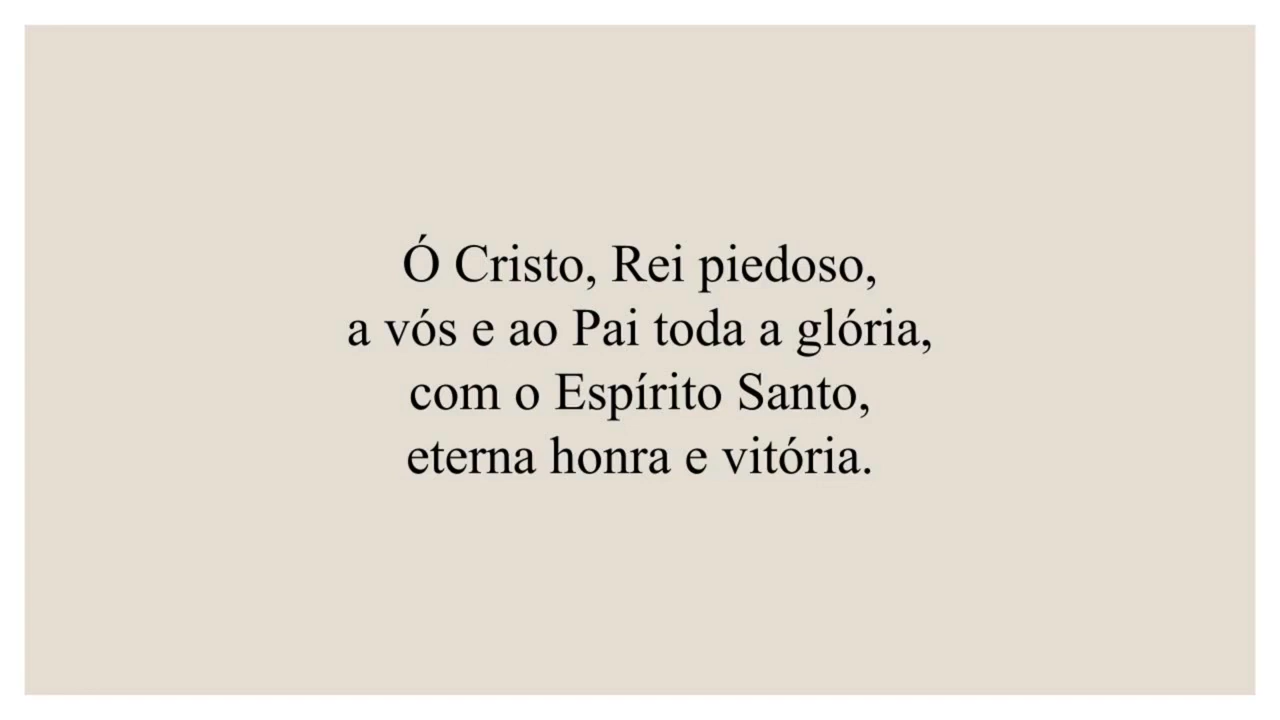 Ó Cristo, Rei piedoso,
a vós e ao Pai toda a glória,
com o Espírito Santo,
eterna honra e vitória.